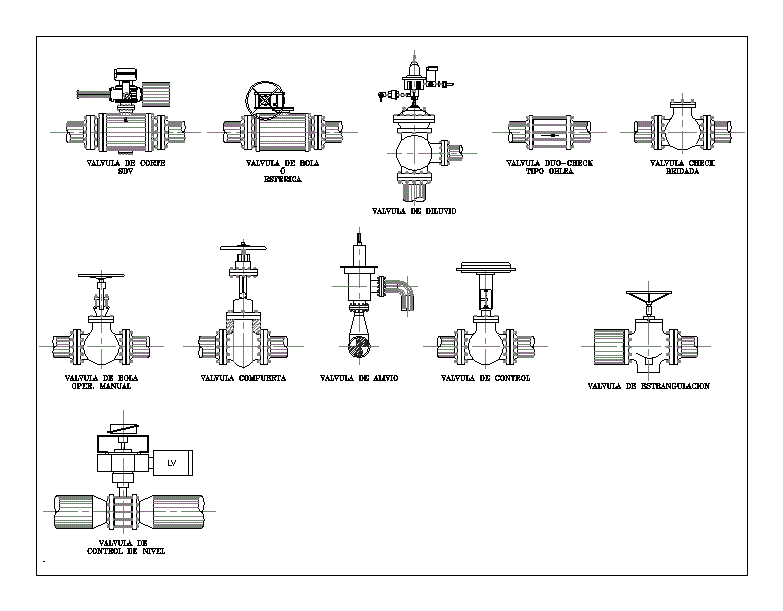 VALVULA DE CORTE
SDV
VALVULA DE BOLA
Ó
ESFERICA
VALVULA DE DILUVIO
VALVULA DUO-CHECK
TIPO OBLEA
VALVULA CHECK
BRIDADA
VALVULA DE BOLA
OPER. MANUAL
VALVULA COMPUERTA
VALVULA DE ALIVIO
VALVULA DE CONTROL
VALVULA DE ESTRANGULACION
LV
VALVULA DE
CONTROL DE NIVEL